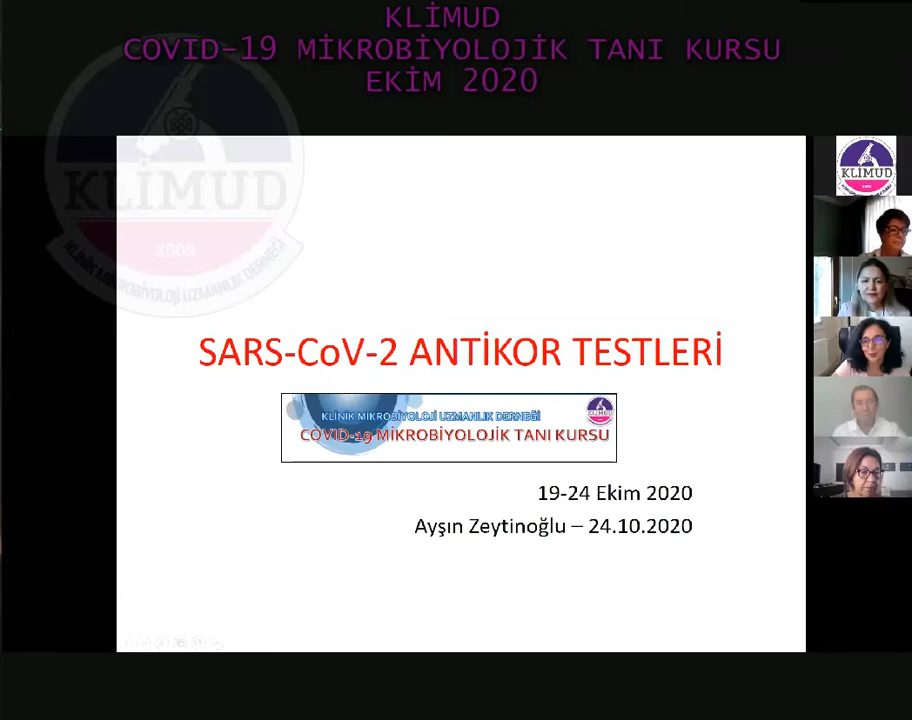 KLİMUD
COVID-19 MİKROBİYOLOJİK TANI KURSU
EKİM 2020
KLİMUD
2009
KLİNİK MİKROBİYOLOJİ UZMANLIK DERNEĞİ
KLİMUD
SARS-CoV-2 ANTİKOR TESTLERİ
KLİNİK MİKROBİYOLOJİ UZMANLIK DERNEĞİ
KLİMUD
COVID-19 MİKROBİYOLOJİK TANI KURSU
19-24 Ekim 2020
Ayşın Zeytinoğlu – 24.10.2020